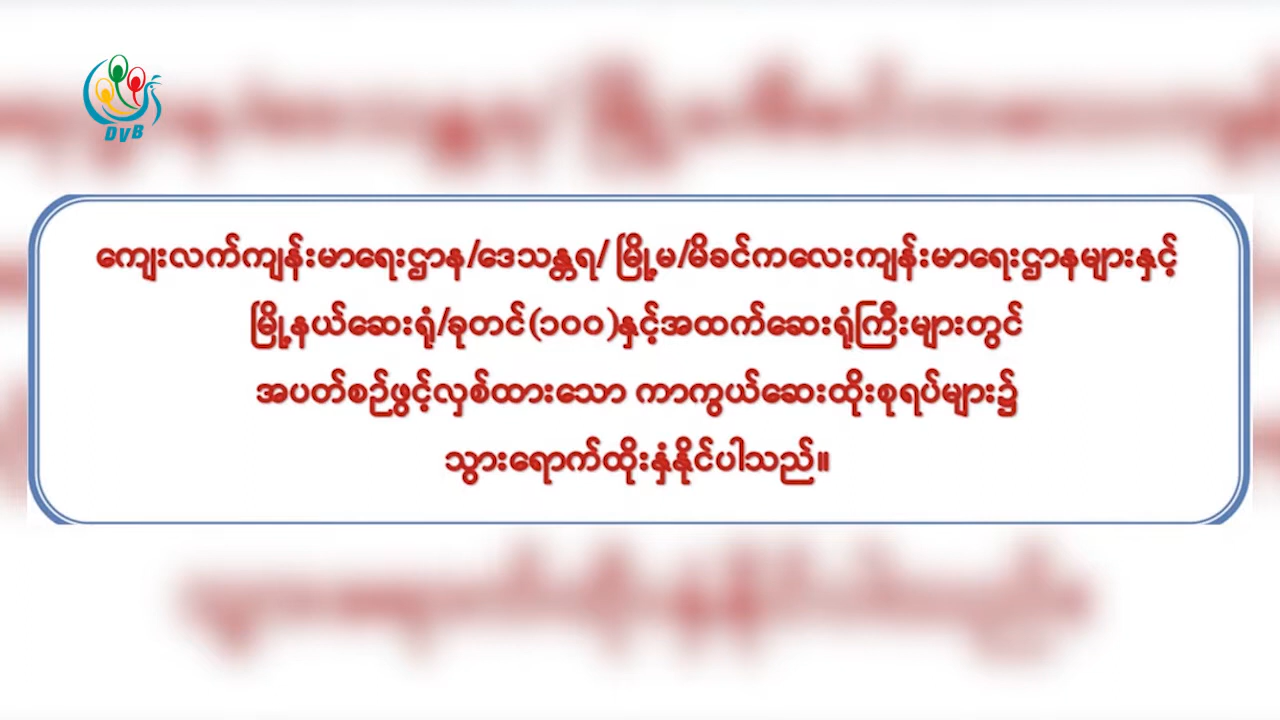 DVB
ကျေးလက်ကျန်းမာရေးဌာန/ဒေသန္တရ/ မြို့မ/မိခင်ကလေးကျန်းမာရေးဌာနများနှင့်
မြို့နယ်ဆေးရုံ/ခုတင်(၁၀၀)နှင့်အထက်ဆေးရုံကြီးများတွင်
အပတ်စဉ်ဖွင့်လှစ်ထားသော ကာကွယ်ဆေးထိုးစုရပ်များ၌
သွားရောက်ထိုးနှံနိုင်ပါသည်။